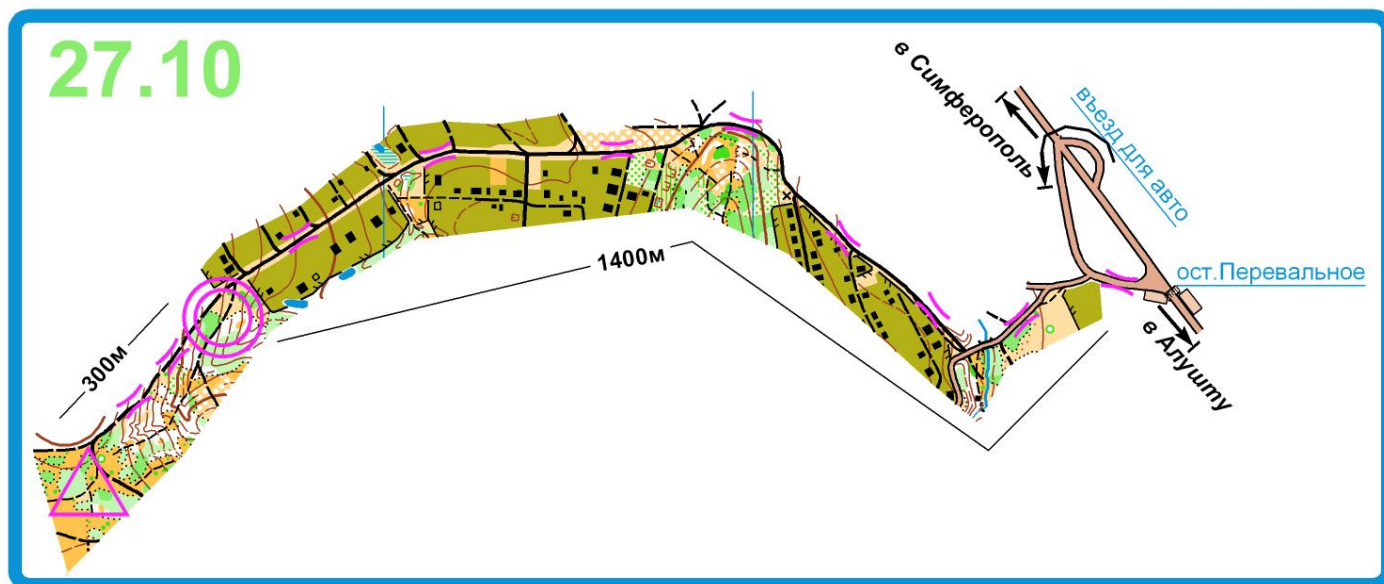 27.10
в Симферополь
въезд для авто
ост.Перевальное
1400м
300м
в Алушту